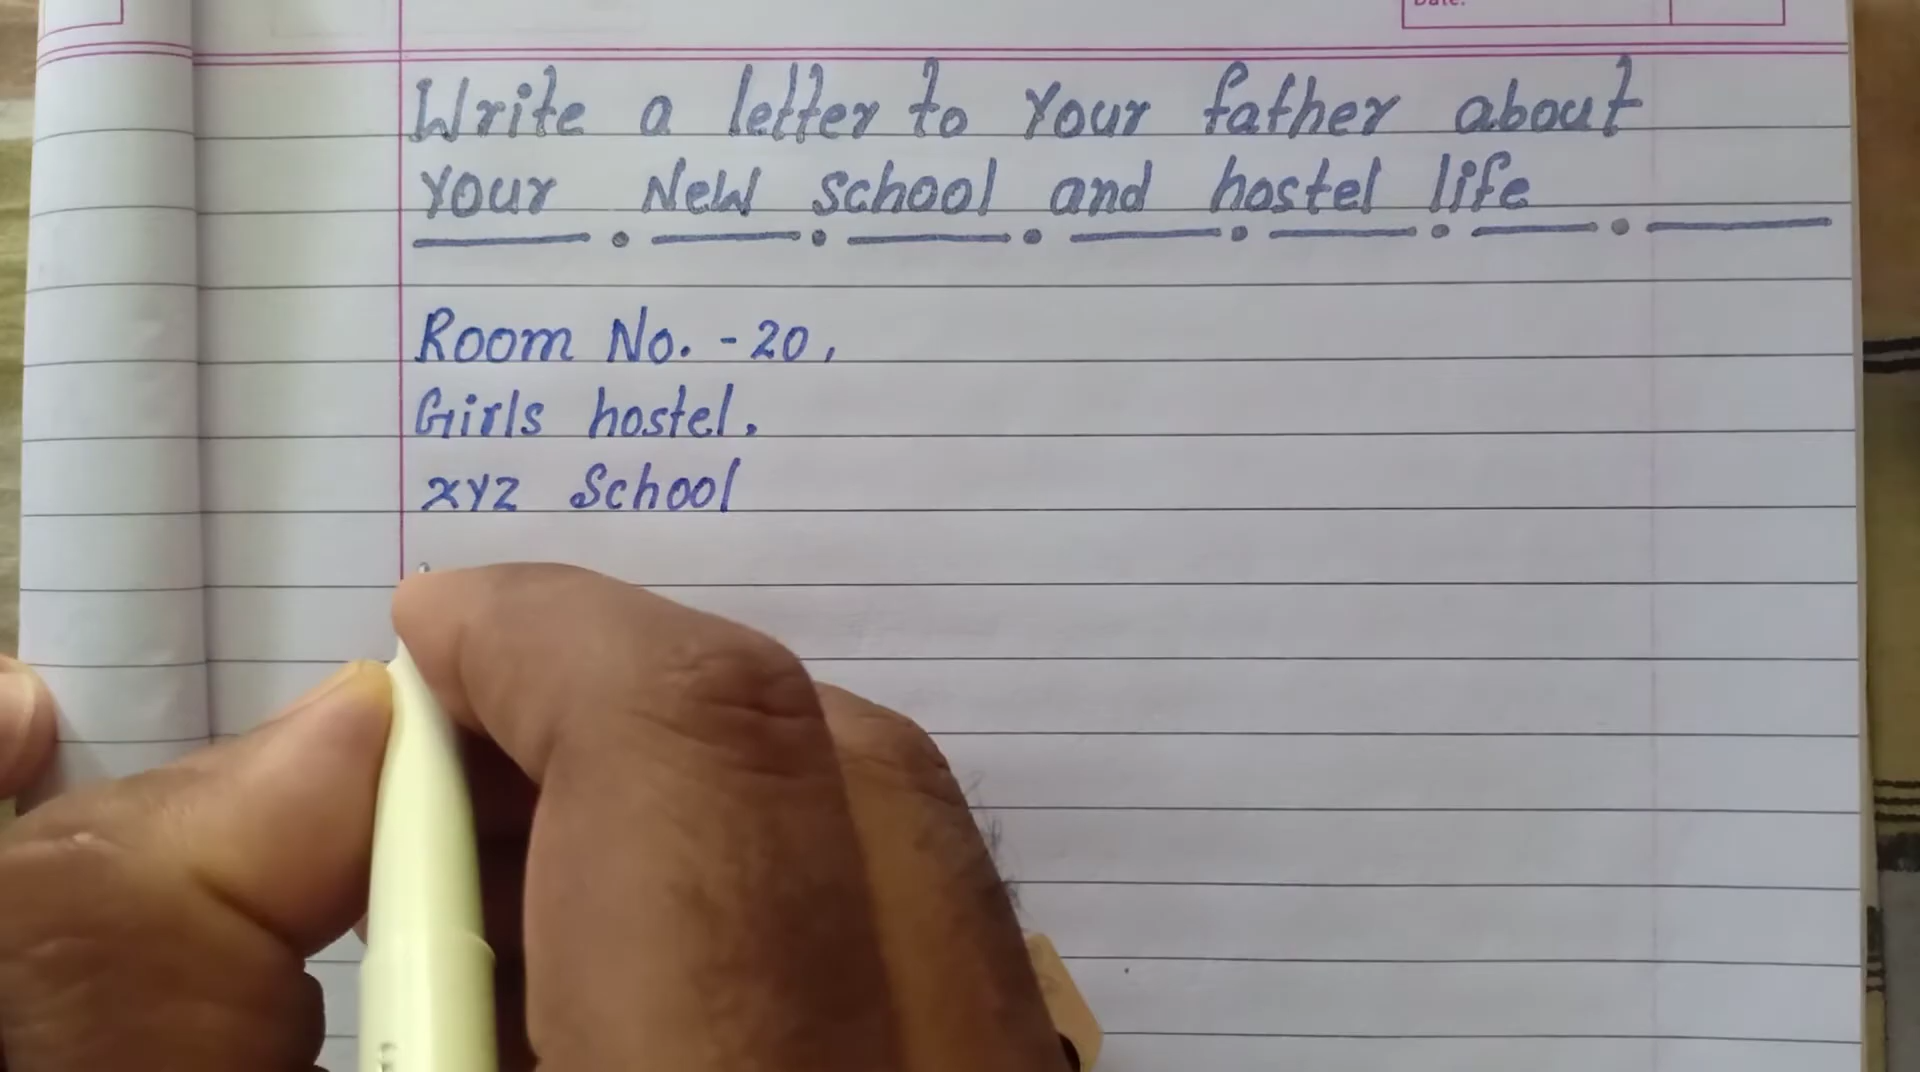 Date:
Write a letter to Your father about
Your New school and hostel life
Room No. - 20,
Girls hostel.
XYZ School